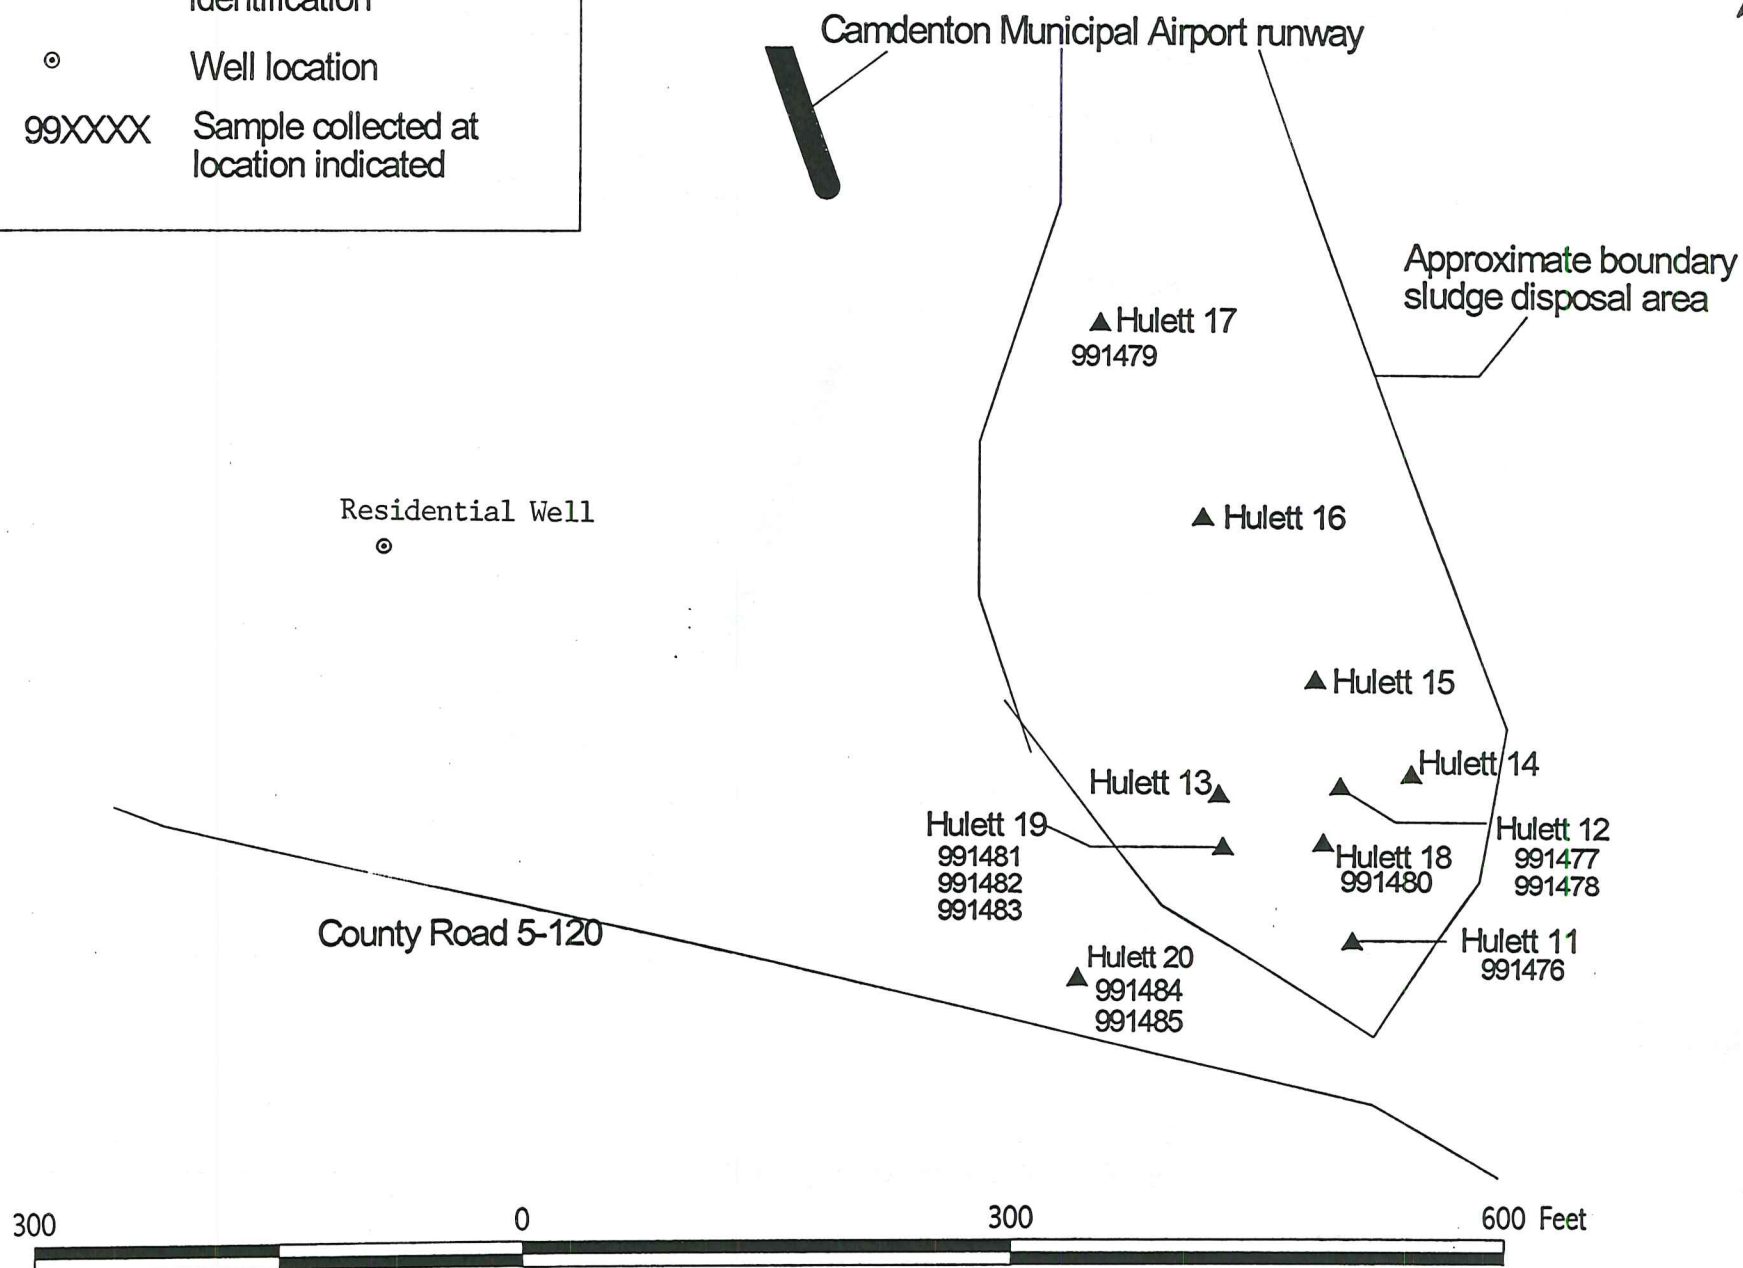 Identification
Well location
99XXXX
Sample collected at
location indicated
Camdenton Municipal Airport runway
Approximate boundary
sludge disposal area
Hulett 17
991479
Residential Well
Hulett 16
Hulett 15
Hulett 14
Hulett 13
Hulett 19
991481
991482
991483
Hulett 12
991477
991478
Hulett 18
991480
County Road 5-120
Hulett 11
991476
Hulett 20
991484
991485
300
0
300
600 Feet